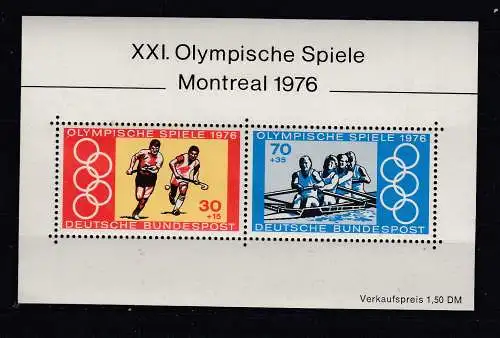 XXI. Olympische Spiele
Montreal 1976
OLYMPISCHE SPIELE 1976
30
+15
DEUTSCHE BUNDESPOST
OLYMPISCHE SPIELE 1976
70
+35
DEUTSCHE BUNDESPOST
Verkaufspreis 1,50 DM